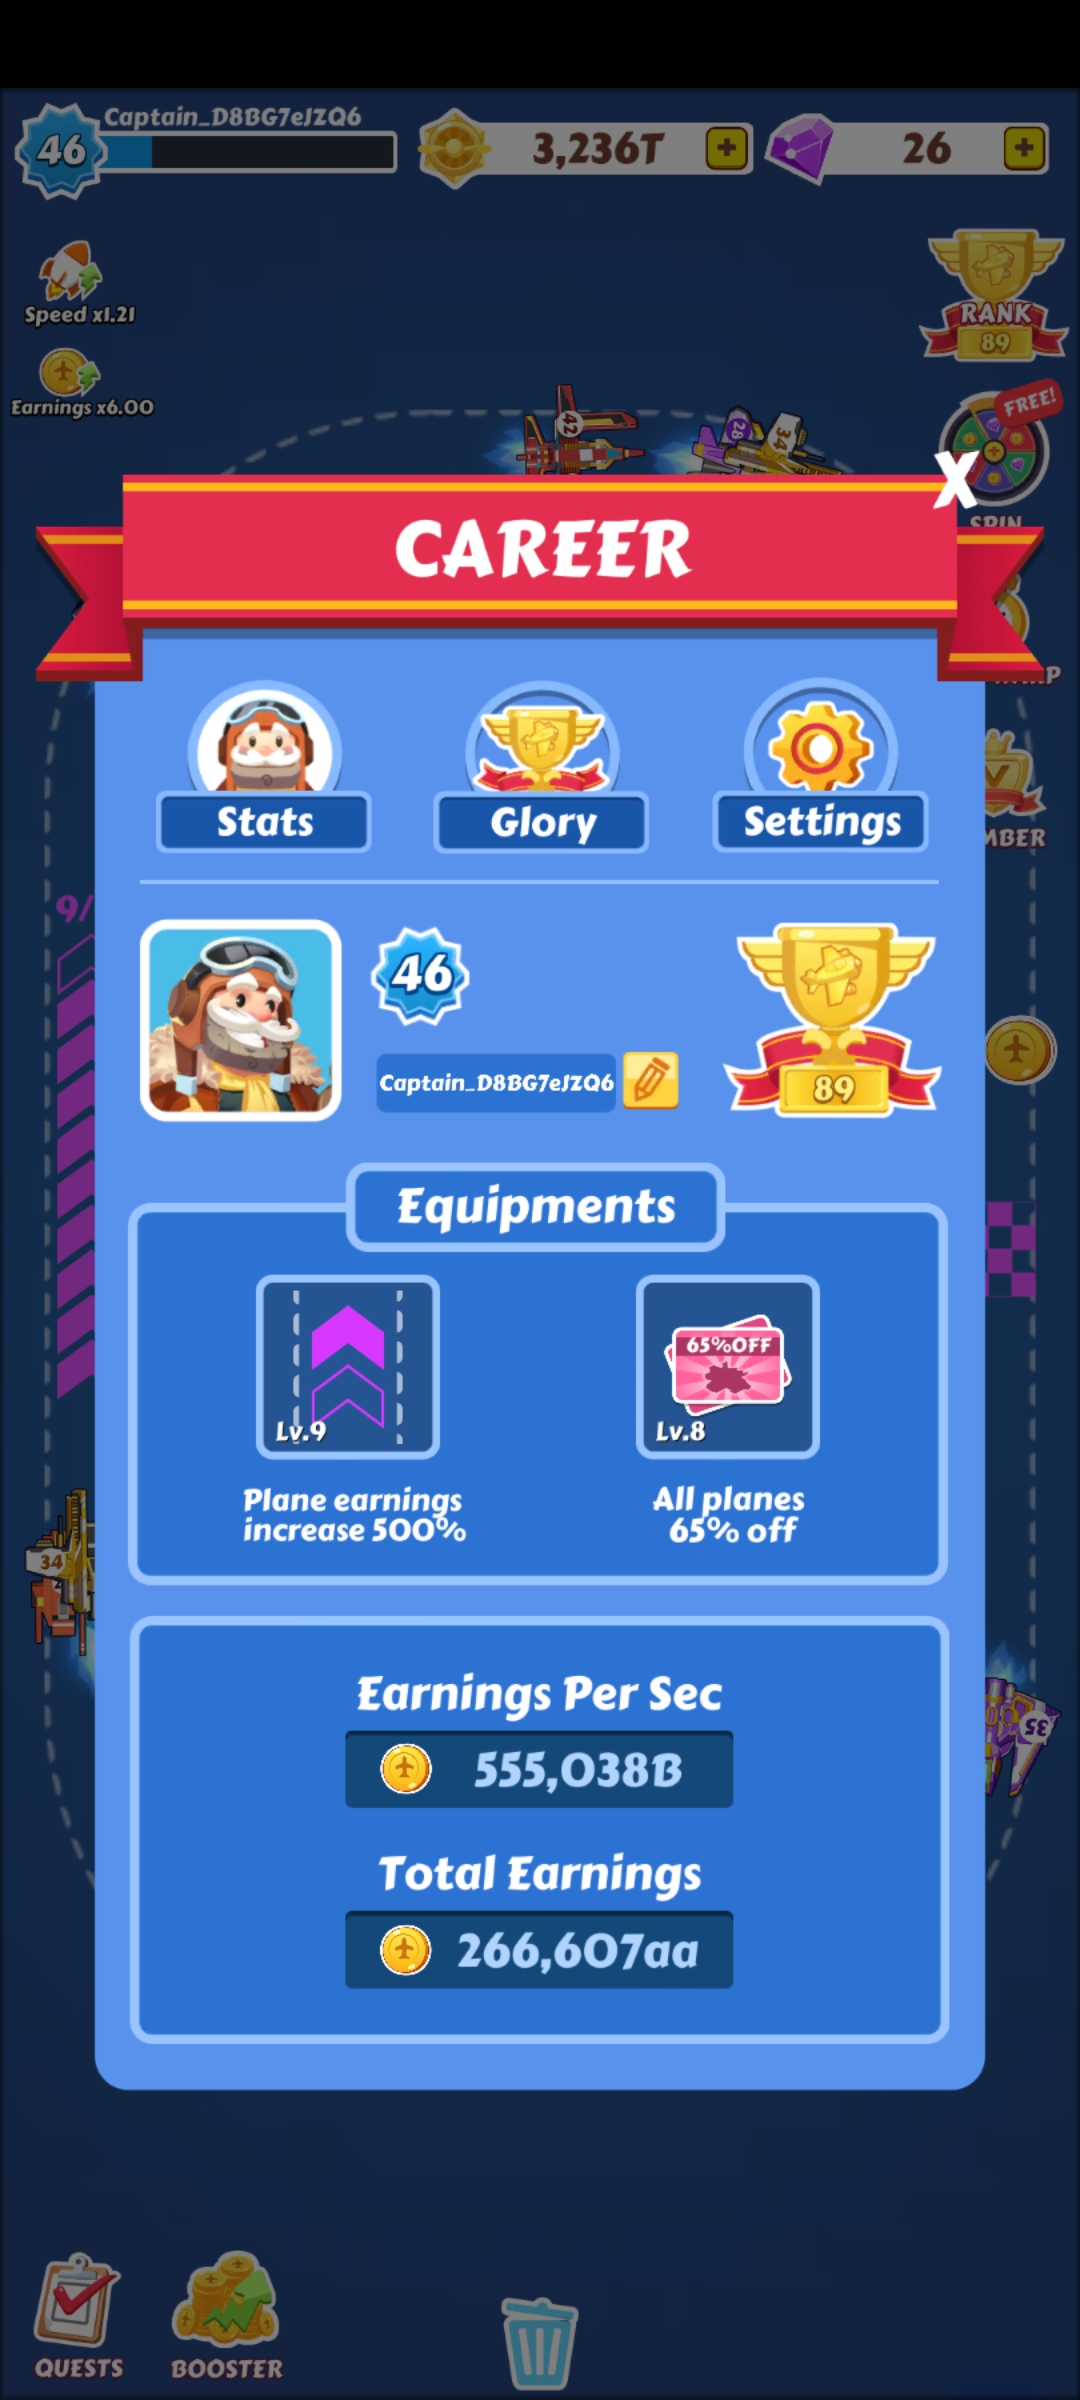 Captain_D8BG7eJZQ6
46
3,236T
26
Speed x1.21
RANK
89
Earnings x6.00
FREE!
42
28
34
X
CAREER
SPIN
Stats
Glory
Settings
MBER
9/
46
Captain_D8BG7eJZQ6
89
Equipments
65%OFF
Lv.9
Lv.8
Plane earnings
increase 500%
All planes
65% off
34
Earnings Per Sec
35
555,038B
Total Earnings
266,607aa
QUESTS
BOOSTER